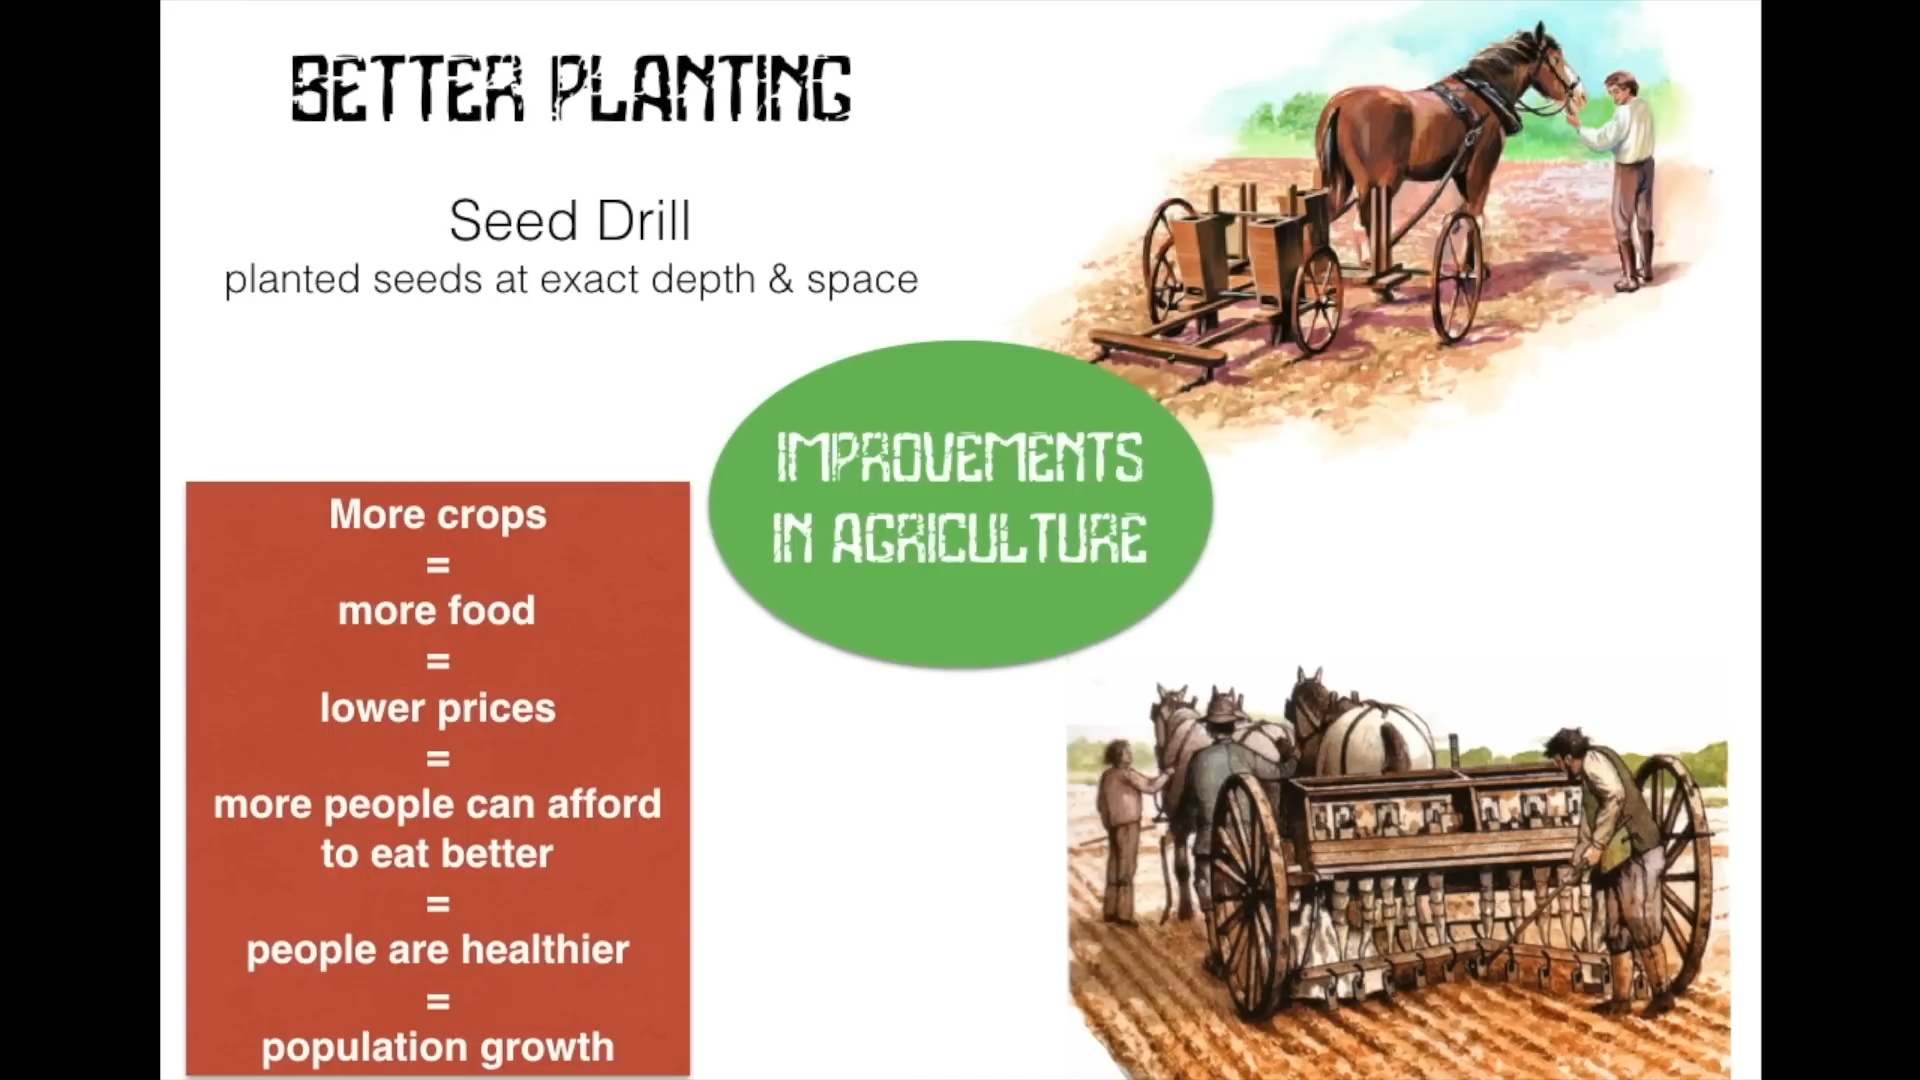 BETTER PLANTING
Seed Drill
planted seeds at exact depth & space
IMPROVEMENTS
IN AGRICULTURE
More crops
=
more food
=
lower prices
=
more people can afford
to eat better
=
people are healthier
=
population growth